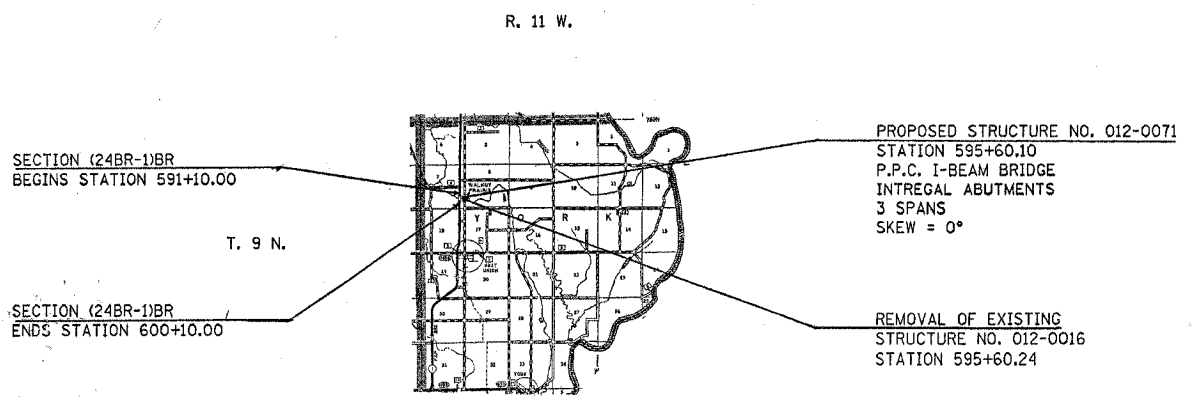 R. 11 W.
SECTION (24BR-1)BR
BEGINS STATION 591+10.00
T. 9 N.
SECTION (24BR-1)BR
ENDS STATION 600+10.00
WALNUT
PRAIRIE
Y O R K
WEST
UNION
YORK
PROPOSED STRUCTURE NO. 012-0071
STATION 595+60.10
P.P.C. I-BEAM BRIDGE
INTREGAL ABUTMENTS
3 SPANS
SKEW = 0°
REMOVAL OF EXISTING
STRUCTURE NO. 012-0016
STATION 595+60.24